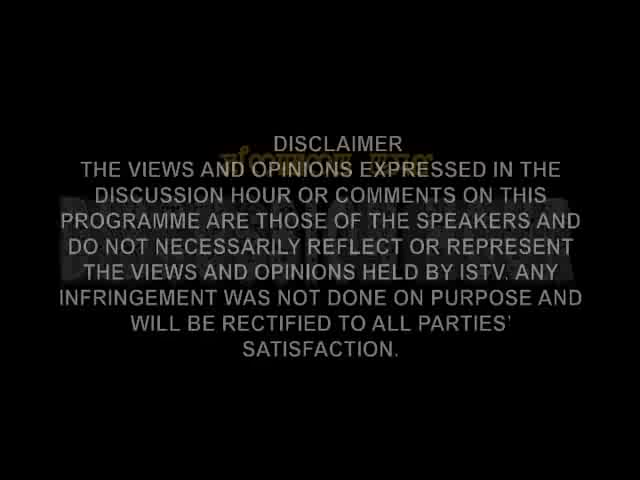 DISCLAIMER
THE VIEWS AND OPINIONS EXPRESSED IN THE
DISCUSSION HOUR OR COMMENTS ON THIS
PROGRAMME ARE THOSE OF THE SPEAKERS AND
DO NOT NECESSARILY REFLECT OR REPRESENT
THE VIEWS AND OPINIONS HELD BY ISTV. ANY
INFRINGEMENT WAS NOT DONE ON PURPOSE AND
WILL BE RECTIFIED TO ALL PARTIES'
SATISFACTION.